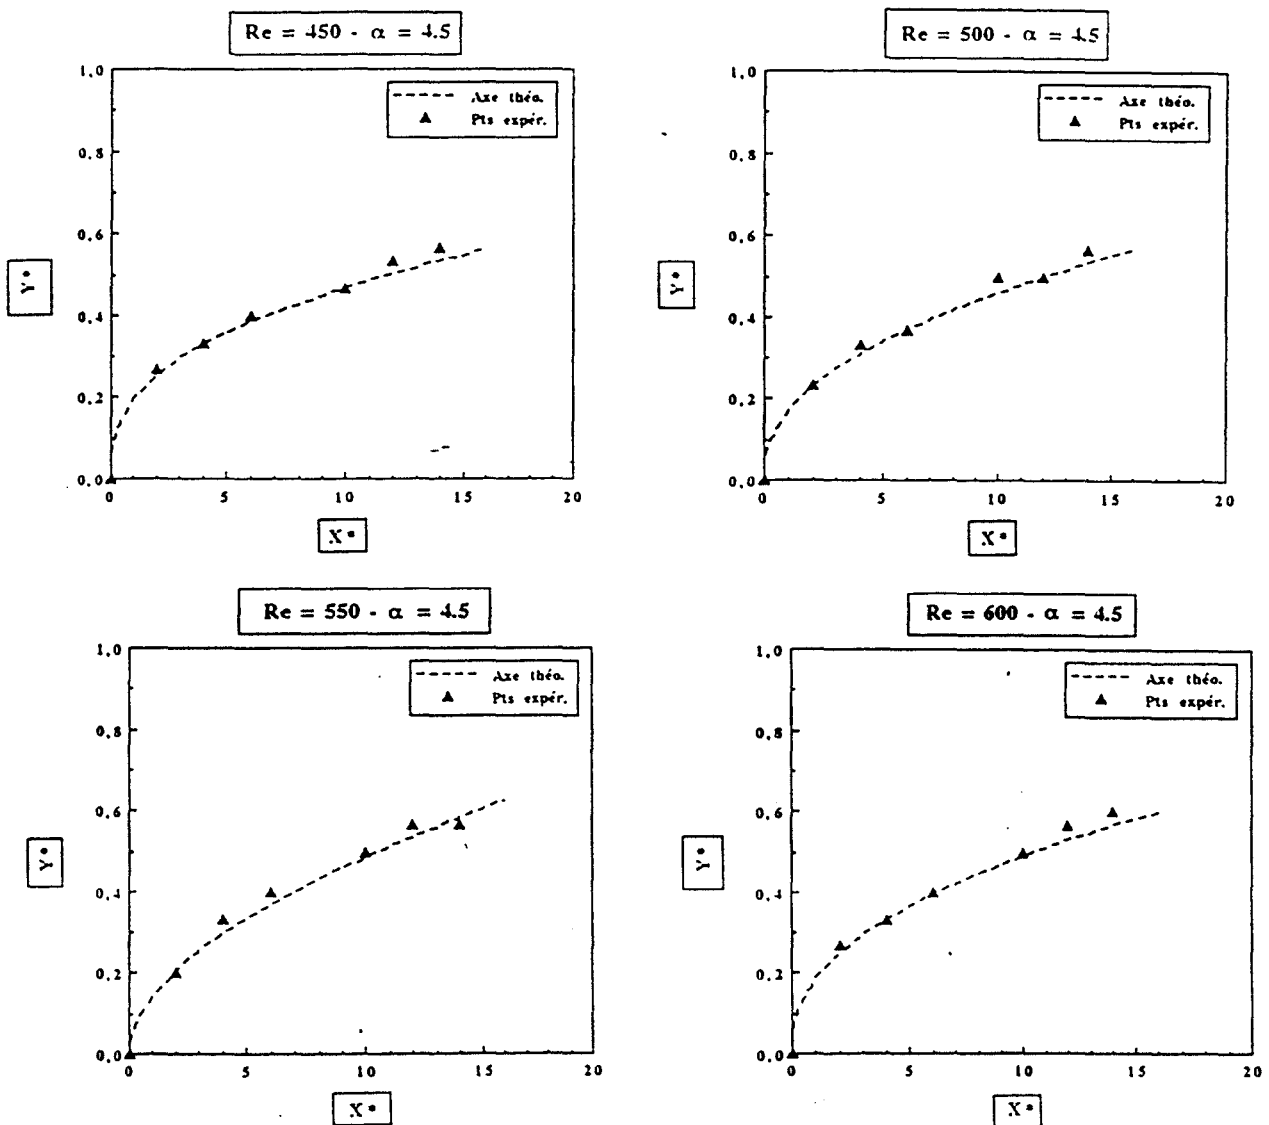 Re = 450 - α = 4.5
1.0
0.8
0.6
0.4
0.2
0.0
Axe théo.
Pts expér.
Y*
0 5 10 15 20
X*
Re = 500 - α = 4.5
1.0
0.8
0.6
0.4
0.2
0.0
Axe théo.
Pts expér.
Y*
0 5 10 15 20
X*
Re = 550 - α = 4.5
1.0
0.8
0.6
0.4
0.2
0.0
Axe théo.
Pts expér.
Y*
0 5 10 15 20
X*
Re = 600 - α = 4.5
1.0
0.8
0.6
0.4
0.2
0.0
Axe théo.
Pts expér.
Y*
0 5 10 15 20
X*